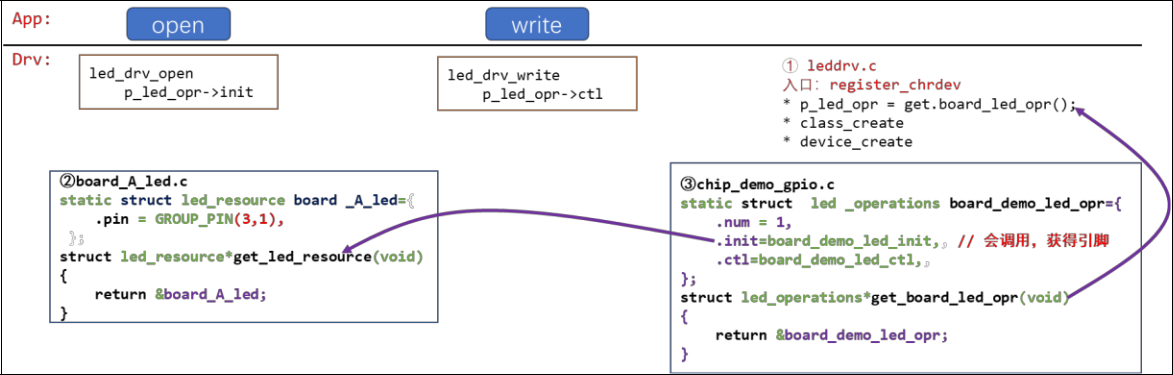 App:
open
write
Drv:
led_drv_open
p_led_opr->init
led_drv_write
p_led_opr->ctl
① leddrv.c
入口: register_chrdev
* p_led_opr = get.board_led_opr();
* class_create
* device_create
②board_A_led.c
static struct led_resource board _A_led={
.pin = GROUP_PIN(3,1),
};
struct led_resource*get_led_resource(void)
{
return &board_A_led;
}
③chip_demo_gpio.c
static struct led _operations board_demo_led_opr={
.num = 1,
.init=board_demo_led_init,, // 会调用，获得引脚
.ctl=board_demo_led_ctl,,
};
struct led_operations*get_board_led_opr(void)
{
return &board_demo_led_opr;
}